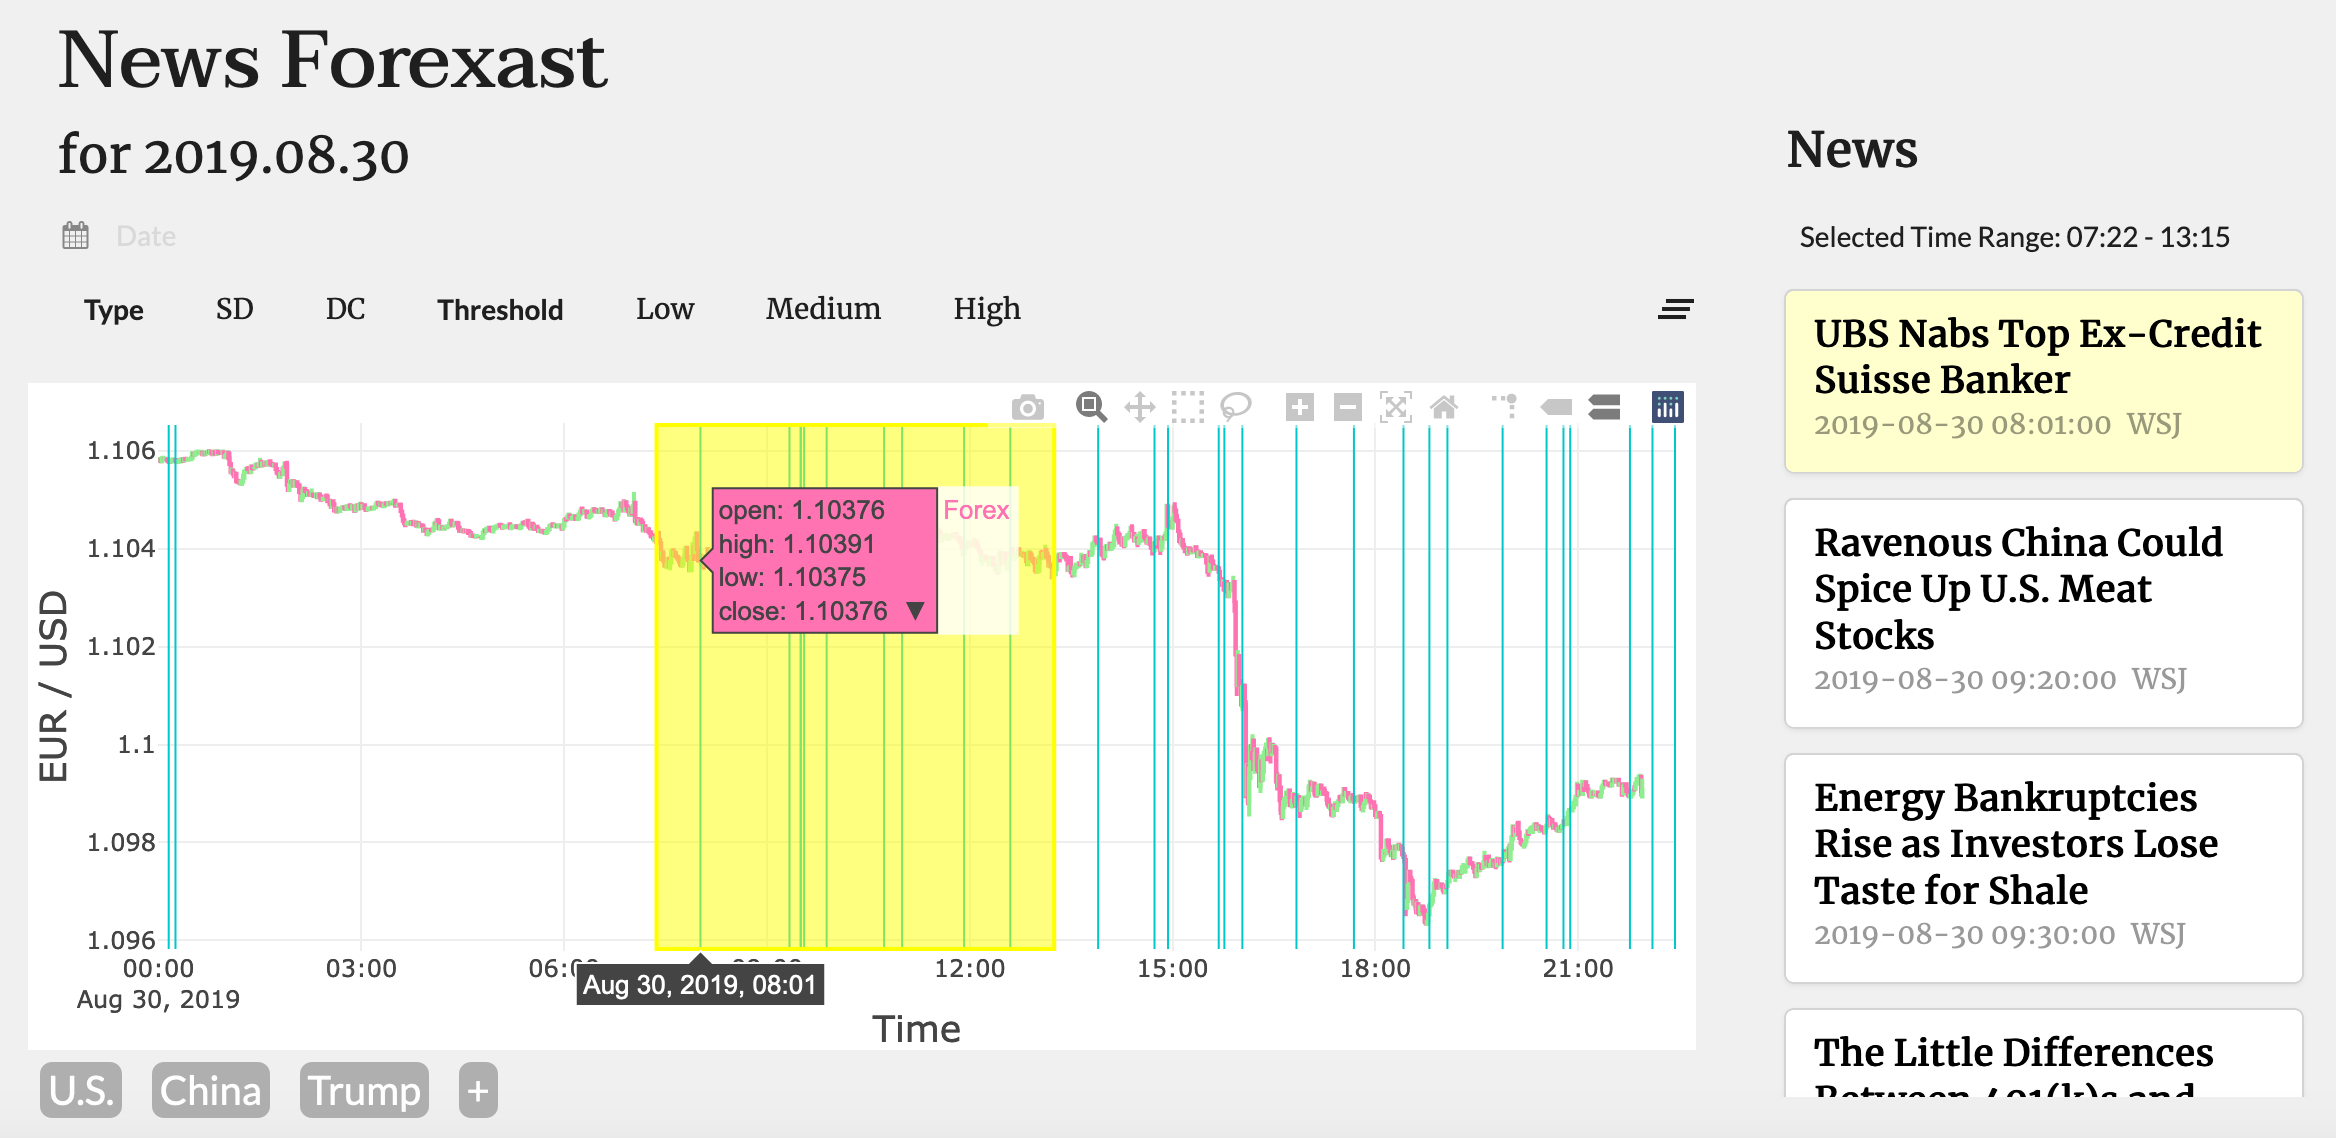 News Forexast
for 2019.08.30
Date
Type SD DC Threshold Low Medium High
1.106
1.104
1.102
1.1
1.098
1.096
EUR / USD
open: 1.10376
high: 1.10391
low: 1.10375
close: 1.10376 ▼
Forex
00:00 03:00 12:00 15:00 18:00 21:00
Aug 30, 2019
Aug 30, 2019, 08:01
Time
U.S. China Trump +
News
Selected Time Range: 07:22 - 13:15
UBS Nabs Top Ex-Credit
Suisse Banker
2019-08-30 08:01:00 WSJ
Ravenous China Could
Spice Up U.S. Meat
Stocks
2019-08-30 09:20:00 WSJ
Energy Bankruptcies
Rise as Investors Lose
Taste for Shale
2019-08-30 09:30:00 WSJ
The Little Differences
Between 401(k)s and